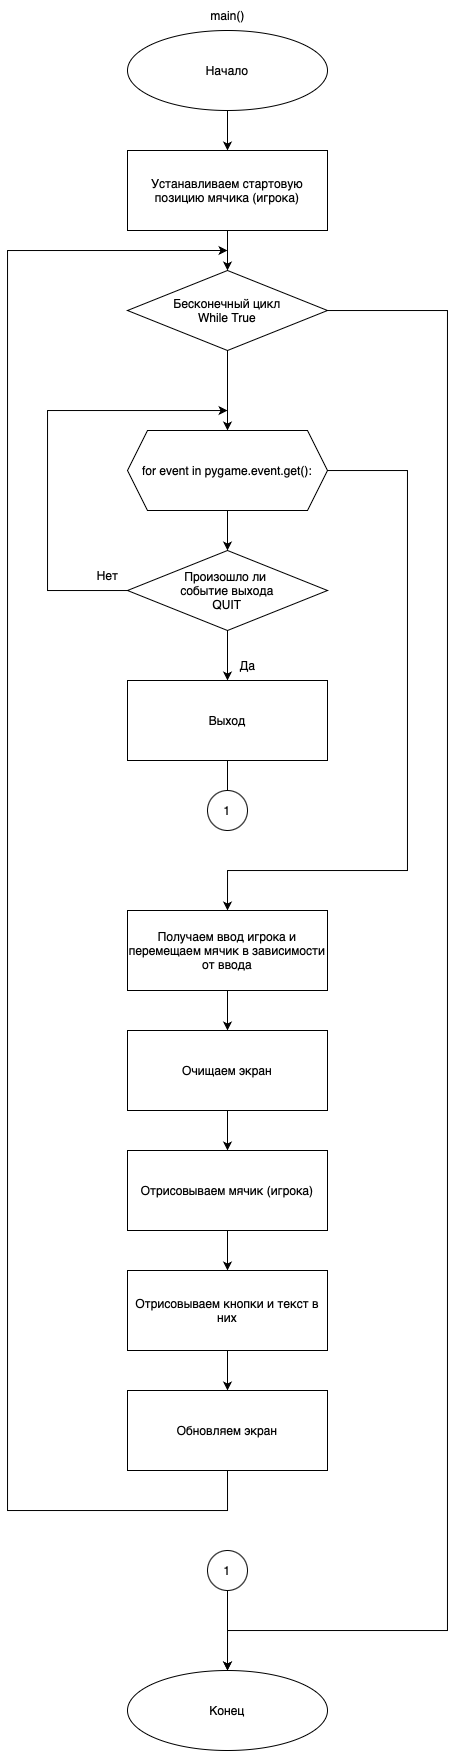 main()
Начало
Устанавливаем стартовую
позицию мячика (игрока)
Бесконечный цикл
While True
for event in pygame.event.get():
Нет
Произошло ли
событие выхода
QUIT
Да
Выход
1
Получаем ввод игрока и
перемещаем мячик в зависимости
от ввода
Очищаем экран
Отрисовываем мячик (игрока)
Отрисовываем кнопки и текст в
них
Обновляем экран
1
Конец